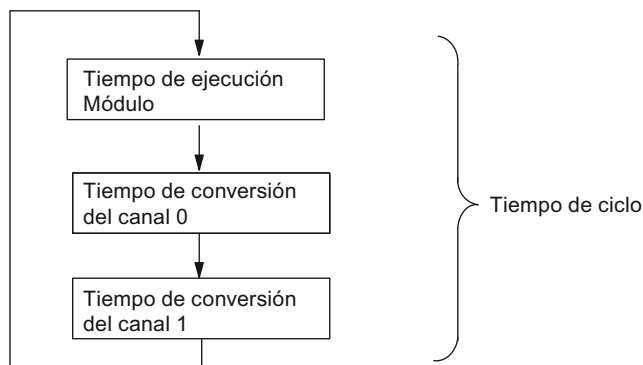 Tiempo de ejecución
Módulo
Tiempo de conversión
del canal 0
Tiempo de ciclo
Tiempo de conversión
del canal 1